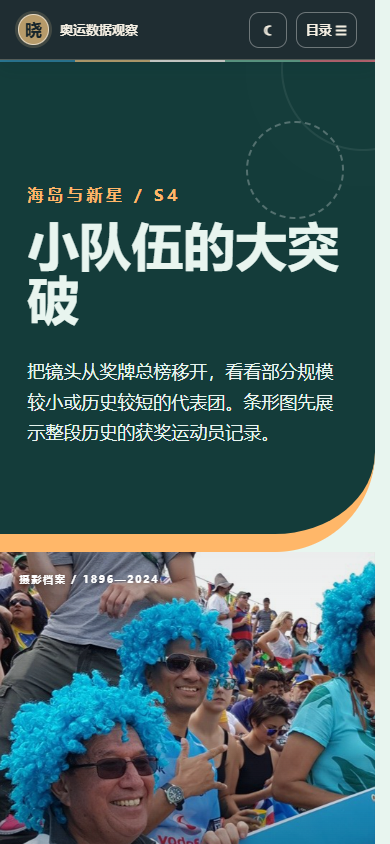 晓 奥运数据观察
目录
海岛与新星 / S4
小队伍的大突
破
把镜头从奖牌总榜移开，看看部分规模
较小或历史较短的代表团。条形图先展
示整段历史的获奖运动员记录。
摄影档案 / 1896—2024